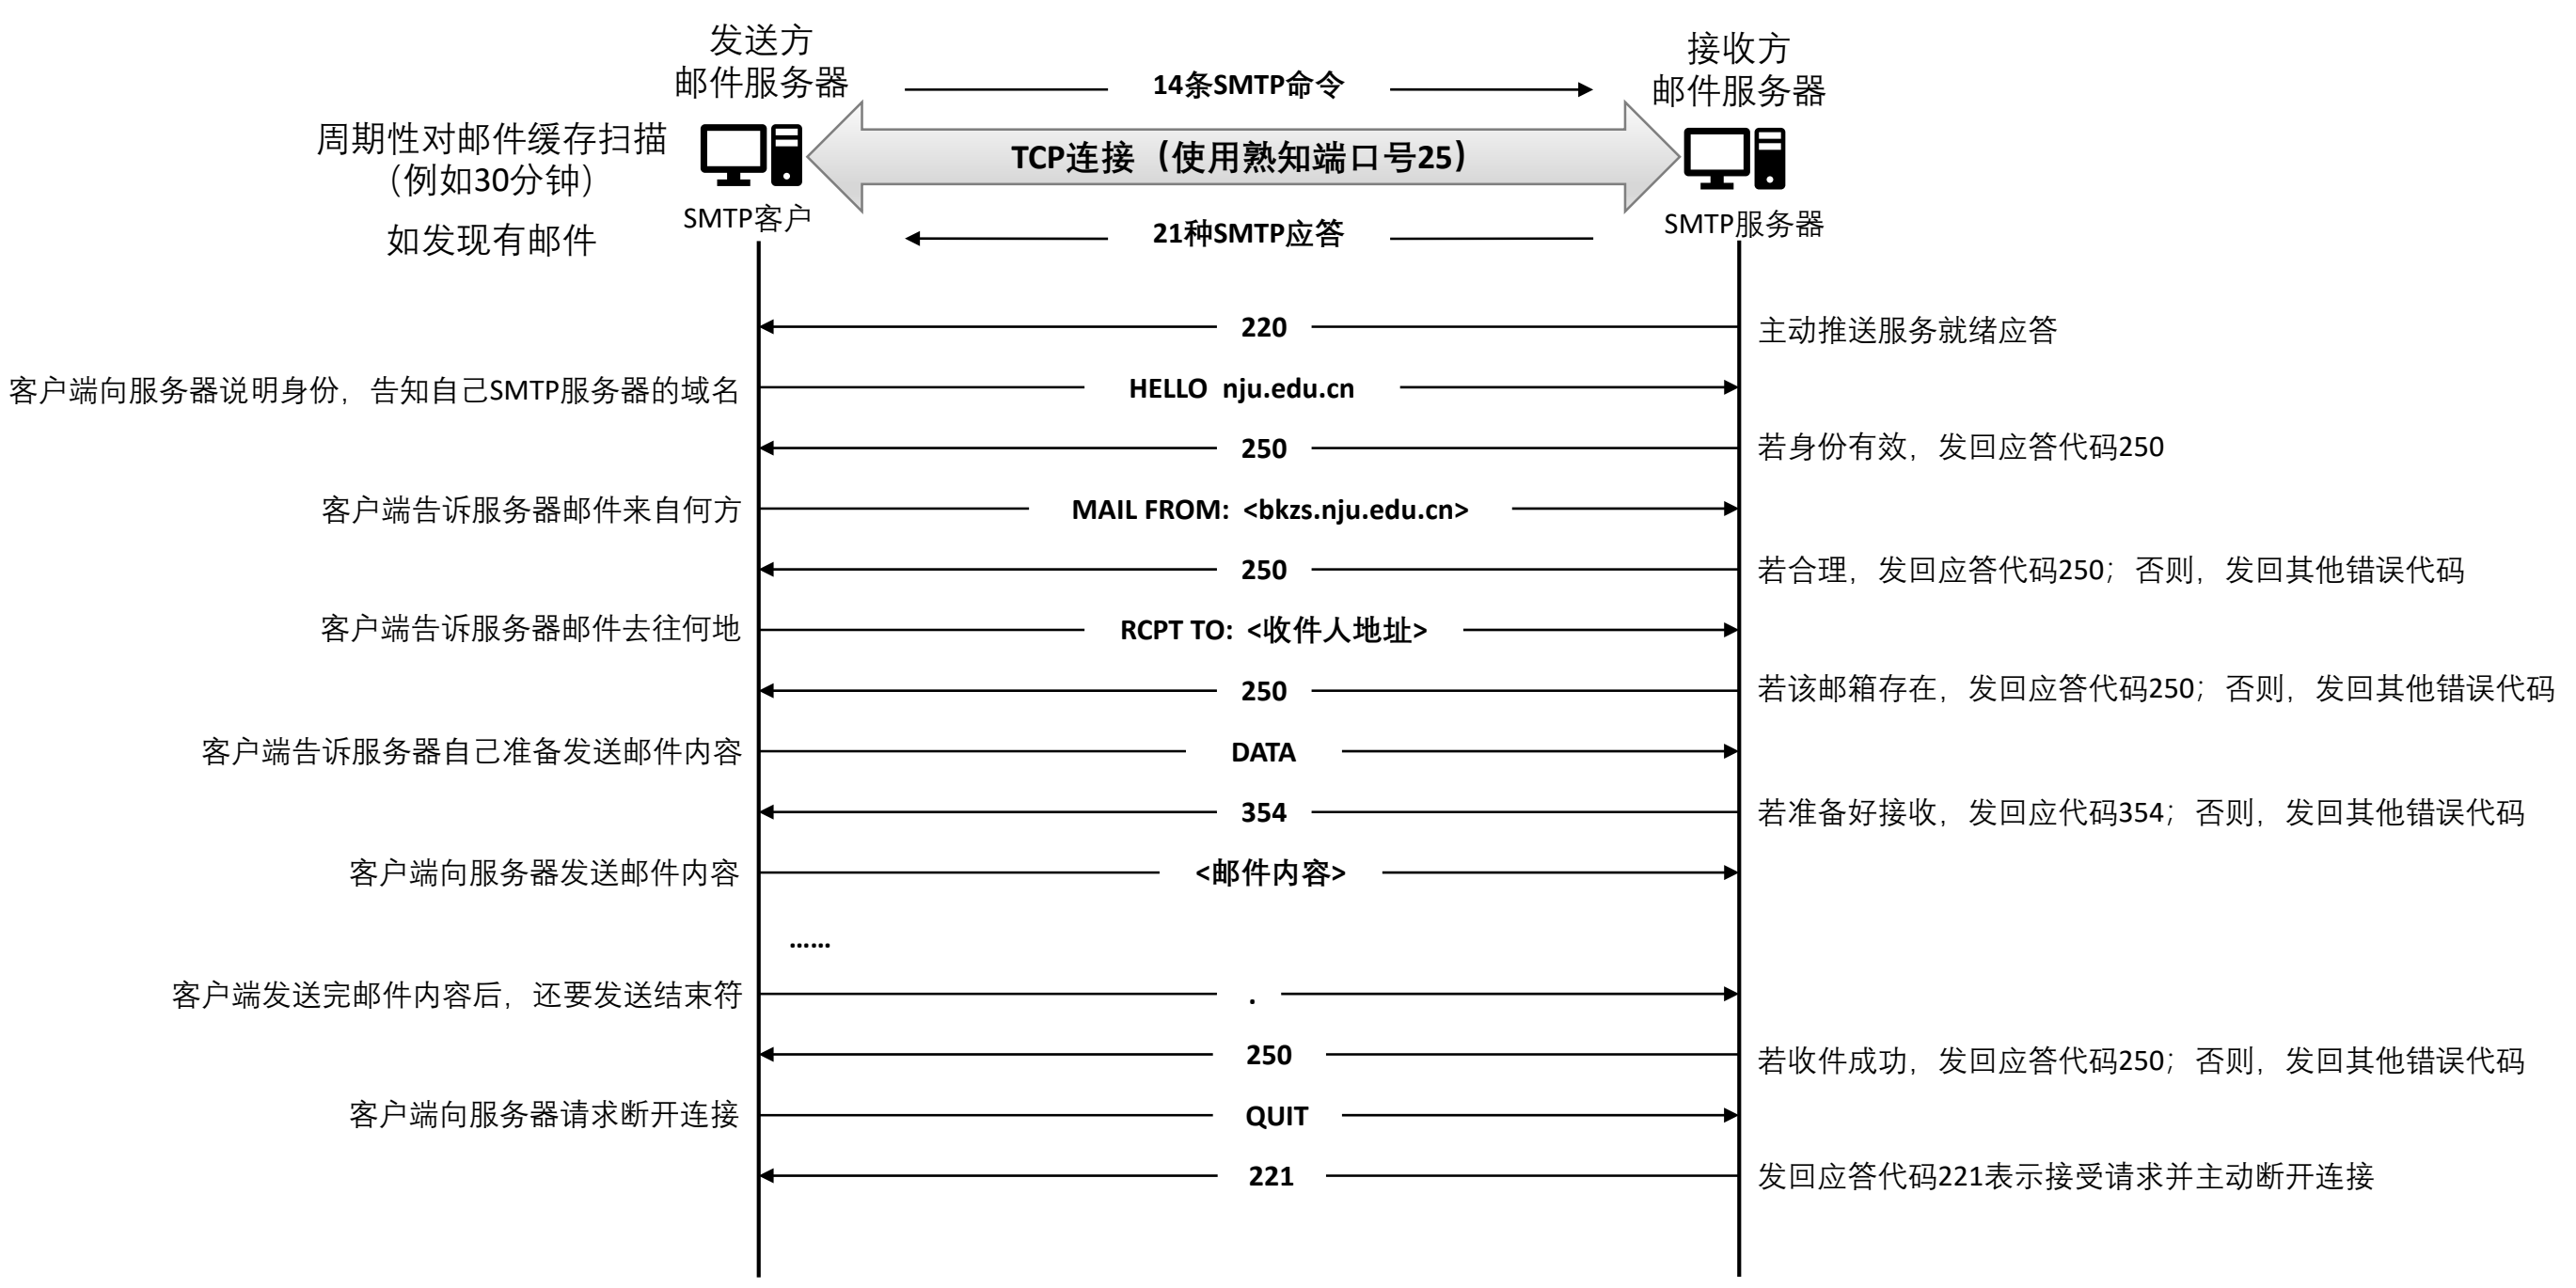 发送方
邮件服务器
14条SMTP命令
接收方
邮件服务器
周期性对邮件缓存扫描
（例如30分钟）
如发现有邮件
TCP连接（使用熟知端口号25）
SMTP客户
21种SMTP应答
SMTP服务器
220
主动推送服务就绪应答
客户端向服务器说明身份，告知自己SMTP服务器的域名
HELLO nju.edu.cn
250
若身份有效，发回应答代码250
客户端告诉服务器邮件来自何方
MAIL FROM: <bkzs.nju.edu.cn>
250
若合理，发回应答代码250；否则，发回其他错误代码
客户端告诉服务器邮件去往何地
RCPT TO: <收件人地址>
250
若该邮箱存在，发回应答代码250；否则，发回其他错误代码
客户端告诉服务器自己准备发送邮件内容
DATA
354
若准备好接收，发回应代码354；否则，发回其他错误代码
客户端向服务器发送邮件内容
<邮件内容>
……
客户端发送完邮件内容后，还要发送结束符
.
250
若收件成功，发回应答代码250；否则，发回其他错误代码
客户端向服务器请求断开连接
QUIT
221
发回应答代码221表示接受请求并主动断开连接